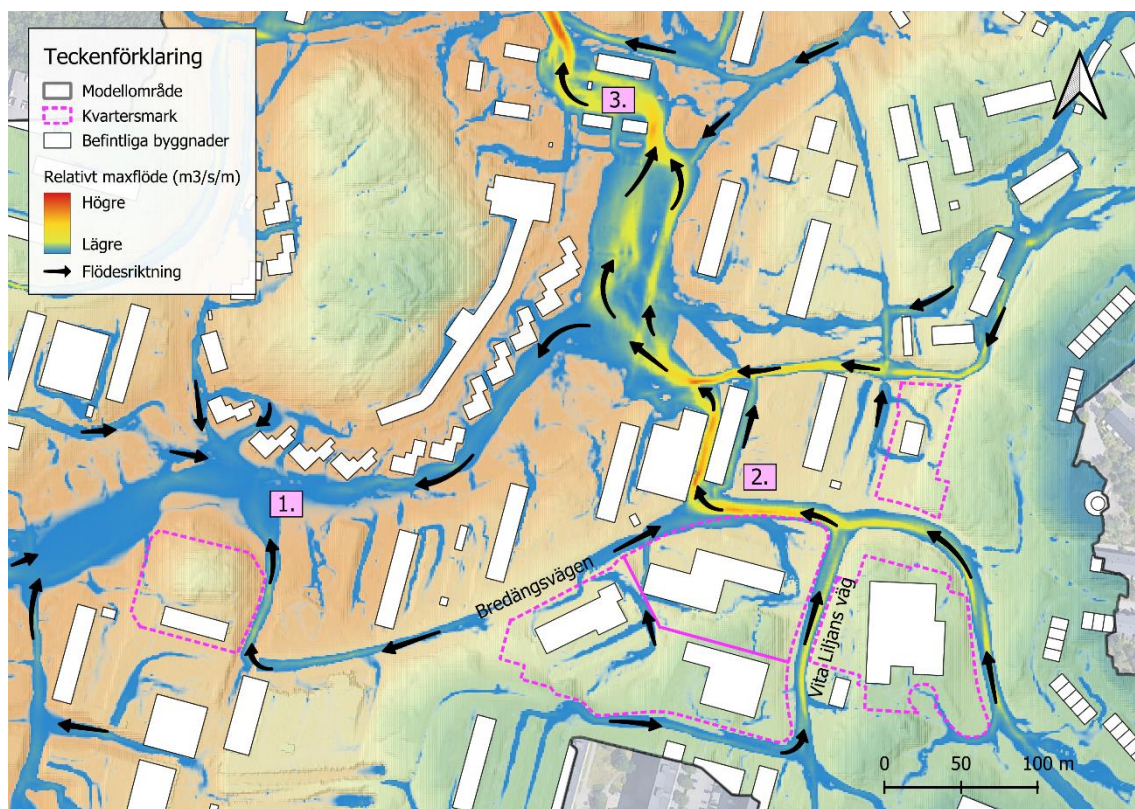 Teckenförklaring
Modellområde
Kvartersmark
Befintliga byggnader
Relativt maxflöde (m3/s/m)
Högre
Lägre
Flödesriktning
3.
2.
1.
Bredängsvägen
Vita Liljans väg
0 50 100 m